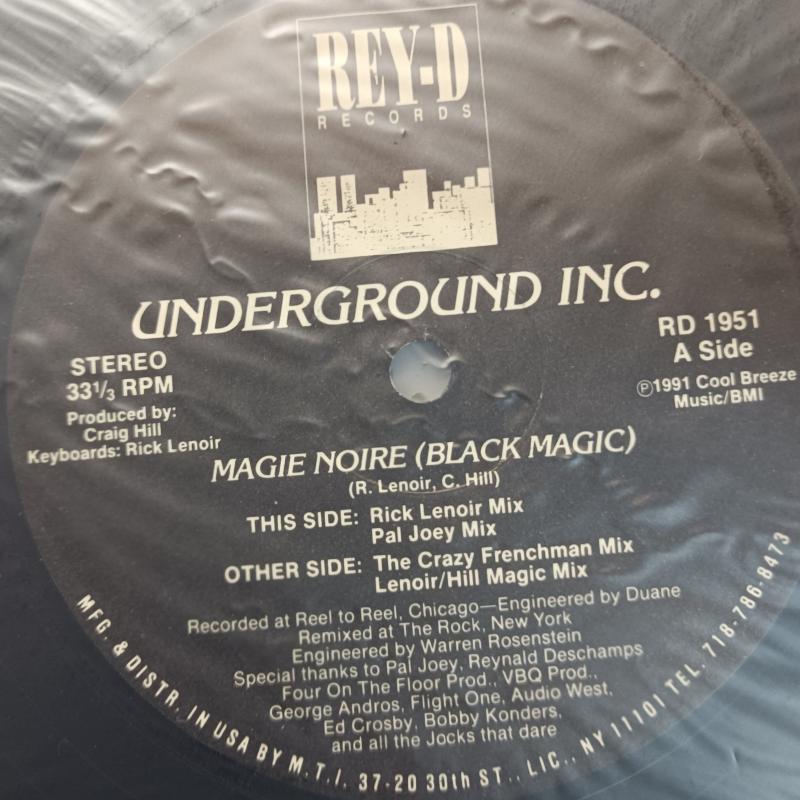 REY-D
RECORDS
UNDERGROUND INC.
STEREO
33⅓ RPM
Produced by:
Craig Hill
Keyboards: Rick Lenoir
RD 1951
A Side
℗1991 Cool Breeze
Music/BMI
MAGIE NOIRE (BLACK MAGIC)
(R. Lenoir, C. Hill)
THIS SIDE: Rick Lenoir Mix
Pal Joey Mix
OTHER SIDE: The Crazy Frenchman Mix
Lenoir/Hill Magic Mix
Recorded at Reel to Reel, Chicago—Engineered by Duane
Remixed at The Rock, New York
Engineered by Warren Rosenstein
Special thanks to Pal Joey, Reynald Deschamps
Four On The Floor Prod., VBQ Prod.,
George Andros, Flight One, Audio West,
Ed Crosby, Bobby Konders,
and all the Jocks that dare
MFG. & DISTR. IN USA BY M.T.I. 37-20 30th ST., LIC., NY 11101 TEL. 718-786-8473